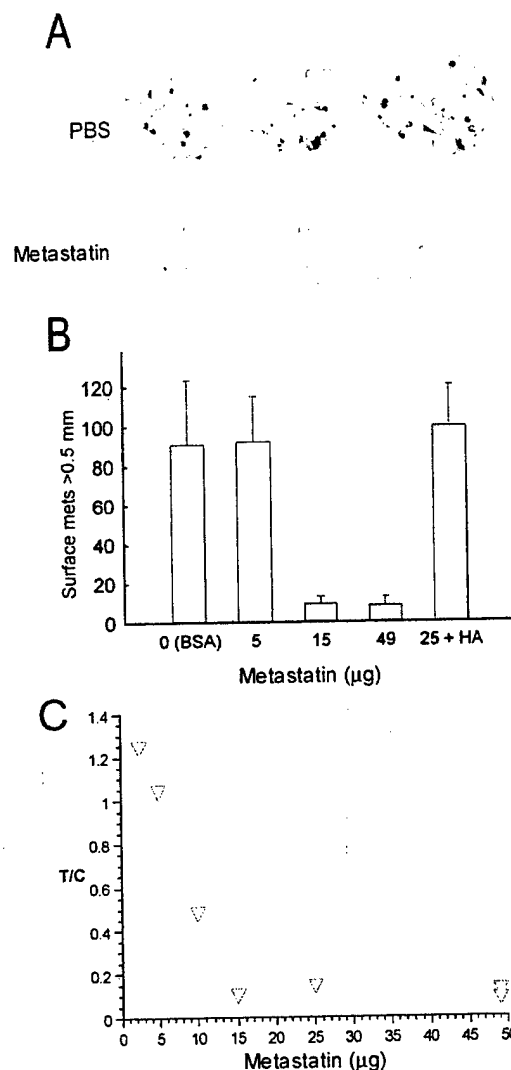 A
PBS
Metastatin
B
Surface mets >0.5 mm
120
100
80
60
40
20
0
0 (BSA) 5 15 49 25 + HA
Metastatin (µg)
C
T/C
1.4
1.2
1
0.8
0.6
0.4
0.2
0
0 5 10 15 20 25 30 35 40 45 50
Metastatin (µg)